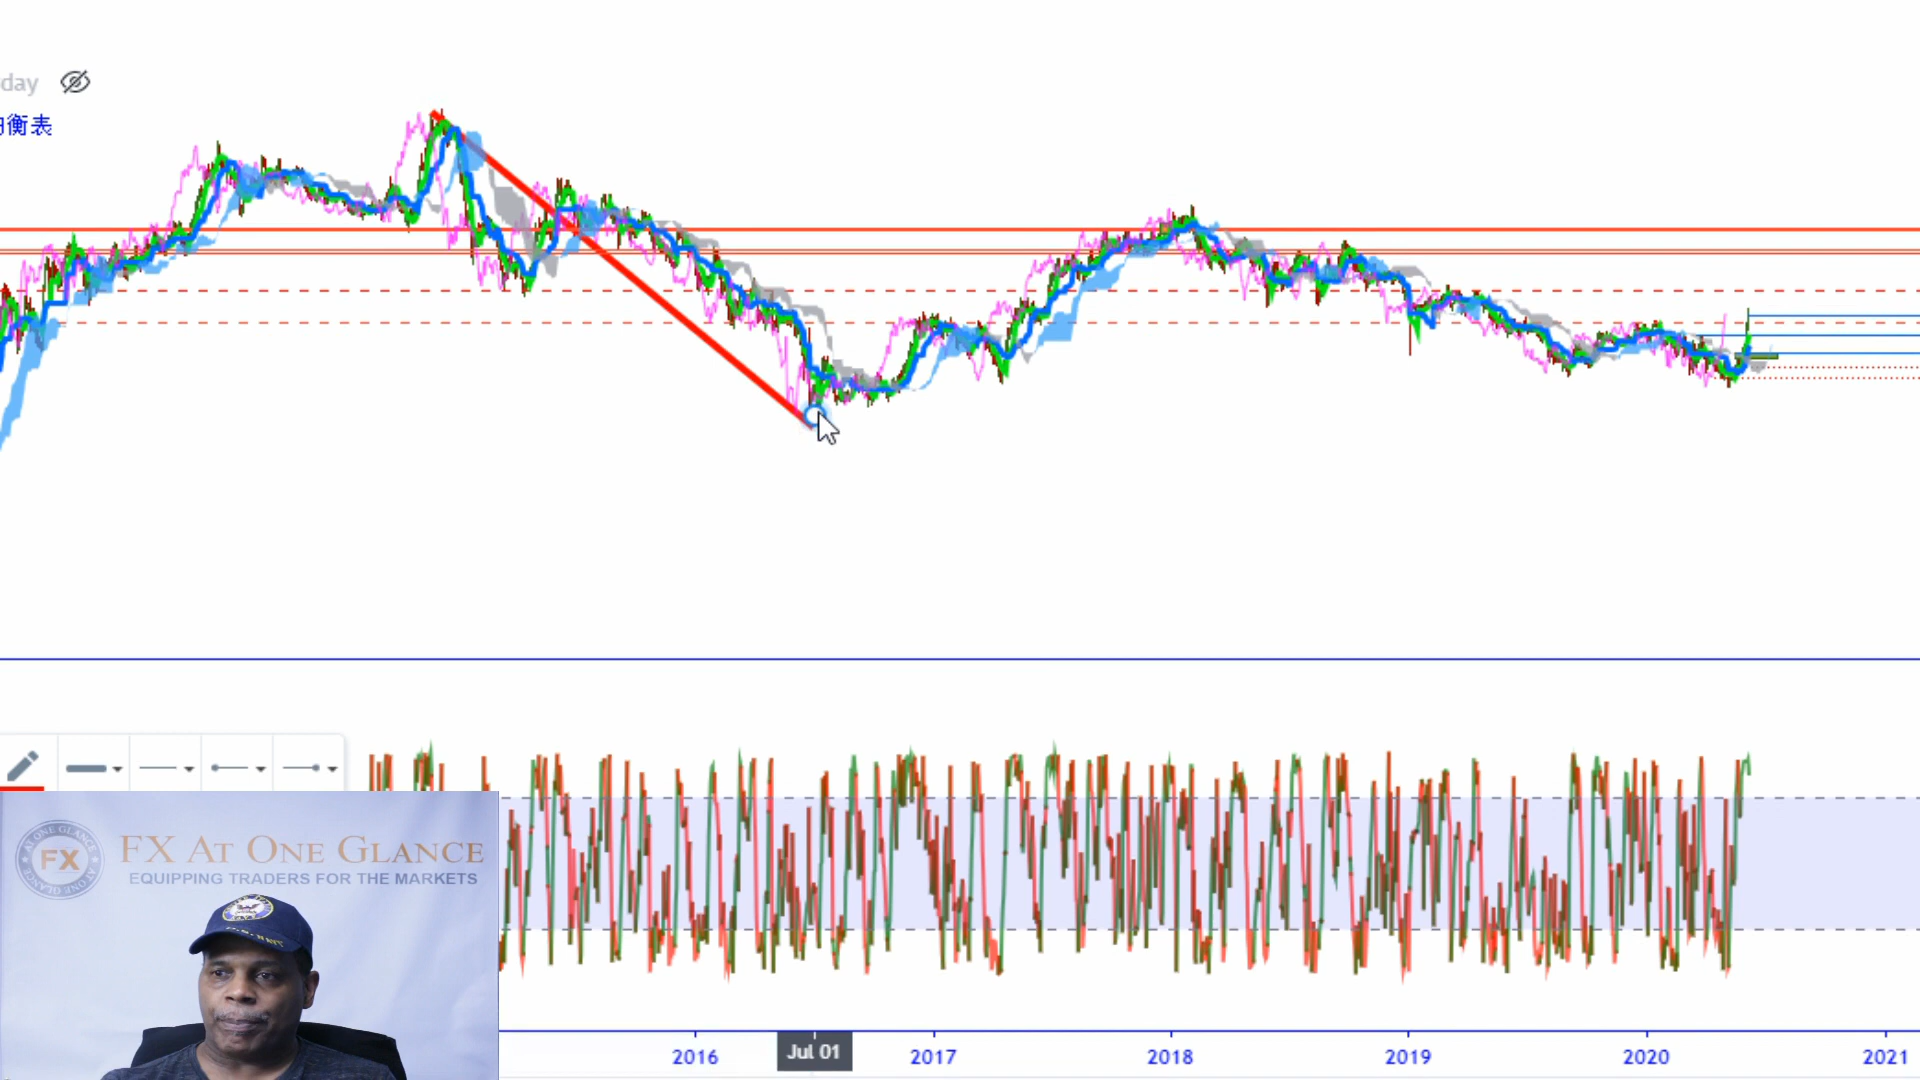 day
衡表
FX AT ONE GLANCE
EQUIPPING TRADERS FOR THE MARKETS
FX
2016
Jul 01
2017
2018
2019
2020
2021